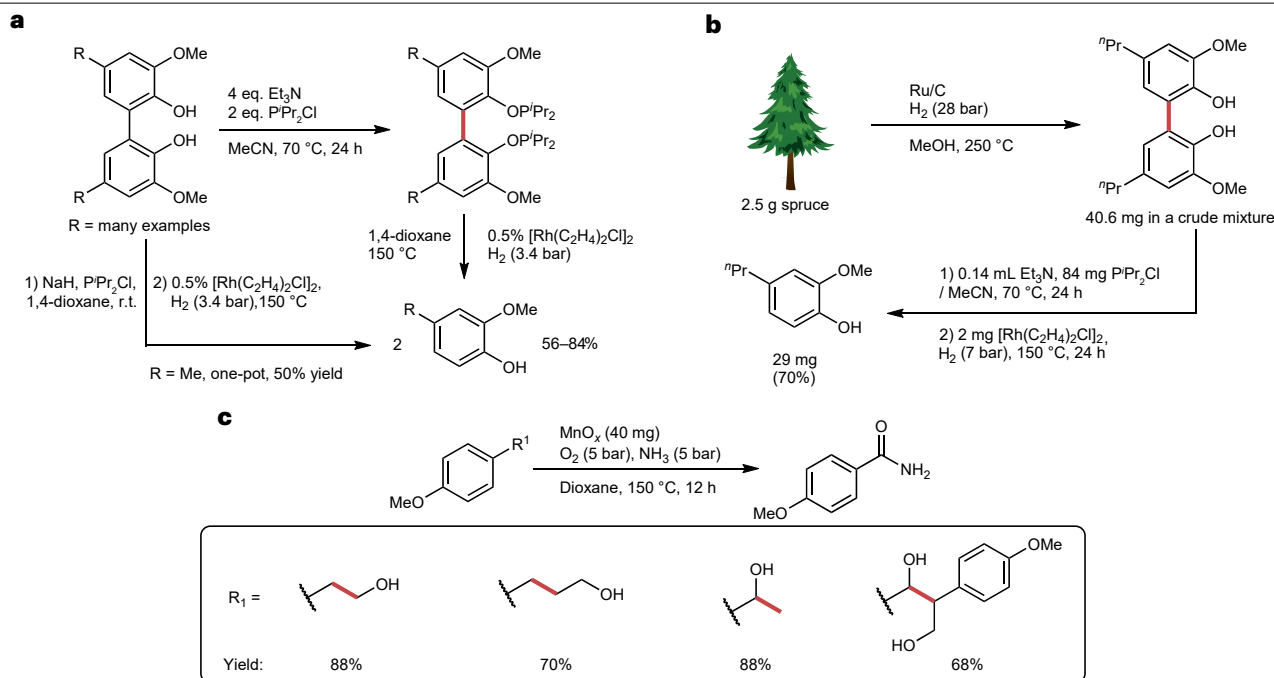 a
R
OMe
OH
OH
OMe
R
4 eq. Et₃N
2 eq. PⁱPr₂Cl
MeCN, 70 °C, 24 h
R
OMe
OPⁱPr₂
OPⁱPr₂
OMe
R
R = many examples
1,4-dioxane
150 °C
0.5% [Rh(C₂H₄)₂Cl]₂
H₂ (3.4 bar)
1) NaH, PⁱPr₂Cl,
1,4-dioxane, r.t.
2) 0.5% [Rh(C₂H₄)₂Cl]₂,
H₂ (3.4 bar),150 °C
R = Me, one-pot, 50% yield
2
R
OMe
OH
56–84%
b
2.5 g spruce
Ru/C
H₂ (28 bar)
MeOH, 250 °C
ⁿPr
OMe
OH
OH
OMe
ⁿPr
40.6 mg in a crude mixture
1) 0.14 mL Et₃N, 84 mg PⁱPr₂Cl
/ MeCN, 70 °C, 24 h
2) 2 mg [Rh(C₂H₄)₂Cl]₂,
H₂ (7 bar), 150 °C, 24 h
ⁿPr
OMe
OH
29 mg
(70%)
c
R¹
MeO
MnOₓ (40 mg)
O₂ (5 bar), NH₃ (5 bar)
Dioxane, 150 °C, 12 h
O
NH₂
MeO
R₁ =
OH
OH
OH
OH
OMe
HO
Yield:
88%
70%
88%
68%